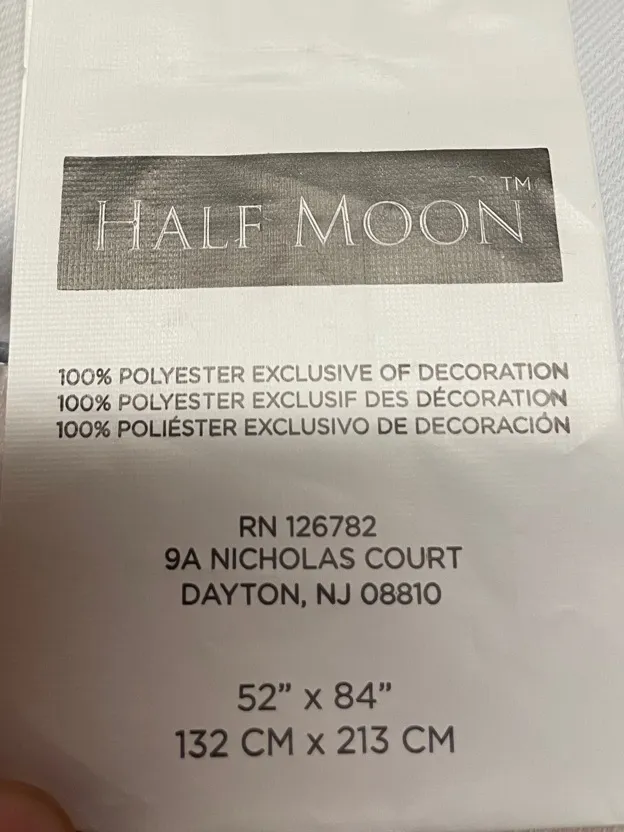 HALF MOON™
100% POLYESTER EXCLUSIVE OF DECORATION
100% POLYESTER EXCLUSIF DES DÉCORATION
100% POLIÉSTER EXCLUSIVO DE DECORACIÓN
RN 126782
9A NICHOLAS COURT
DAYTON, NJ 08810
52” x 84”
132 CM x 213 CM